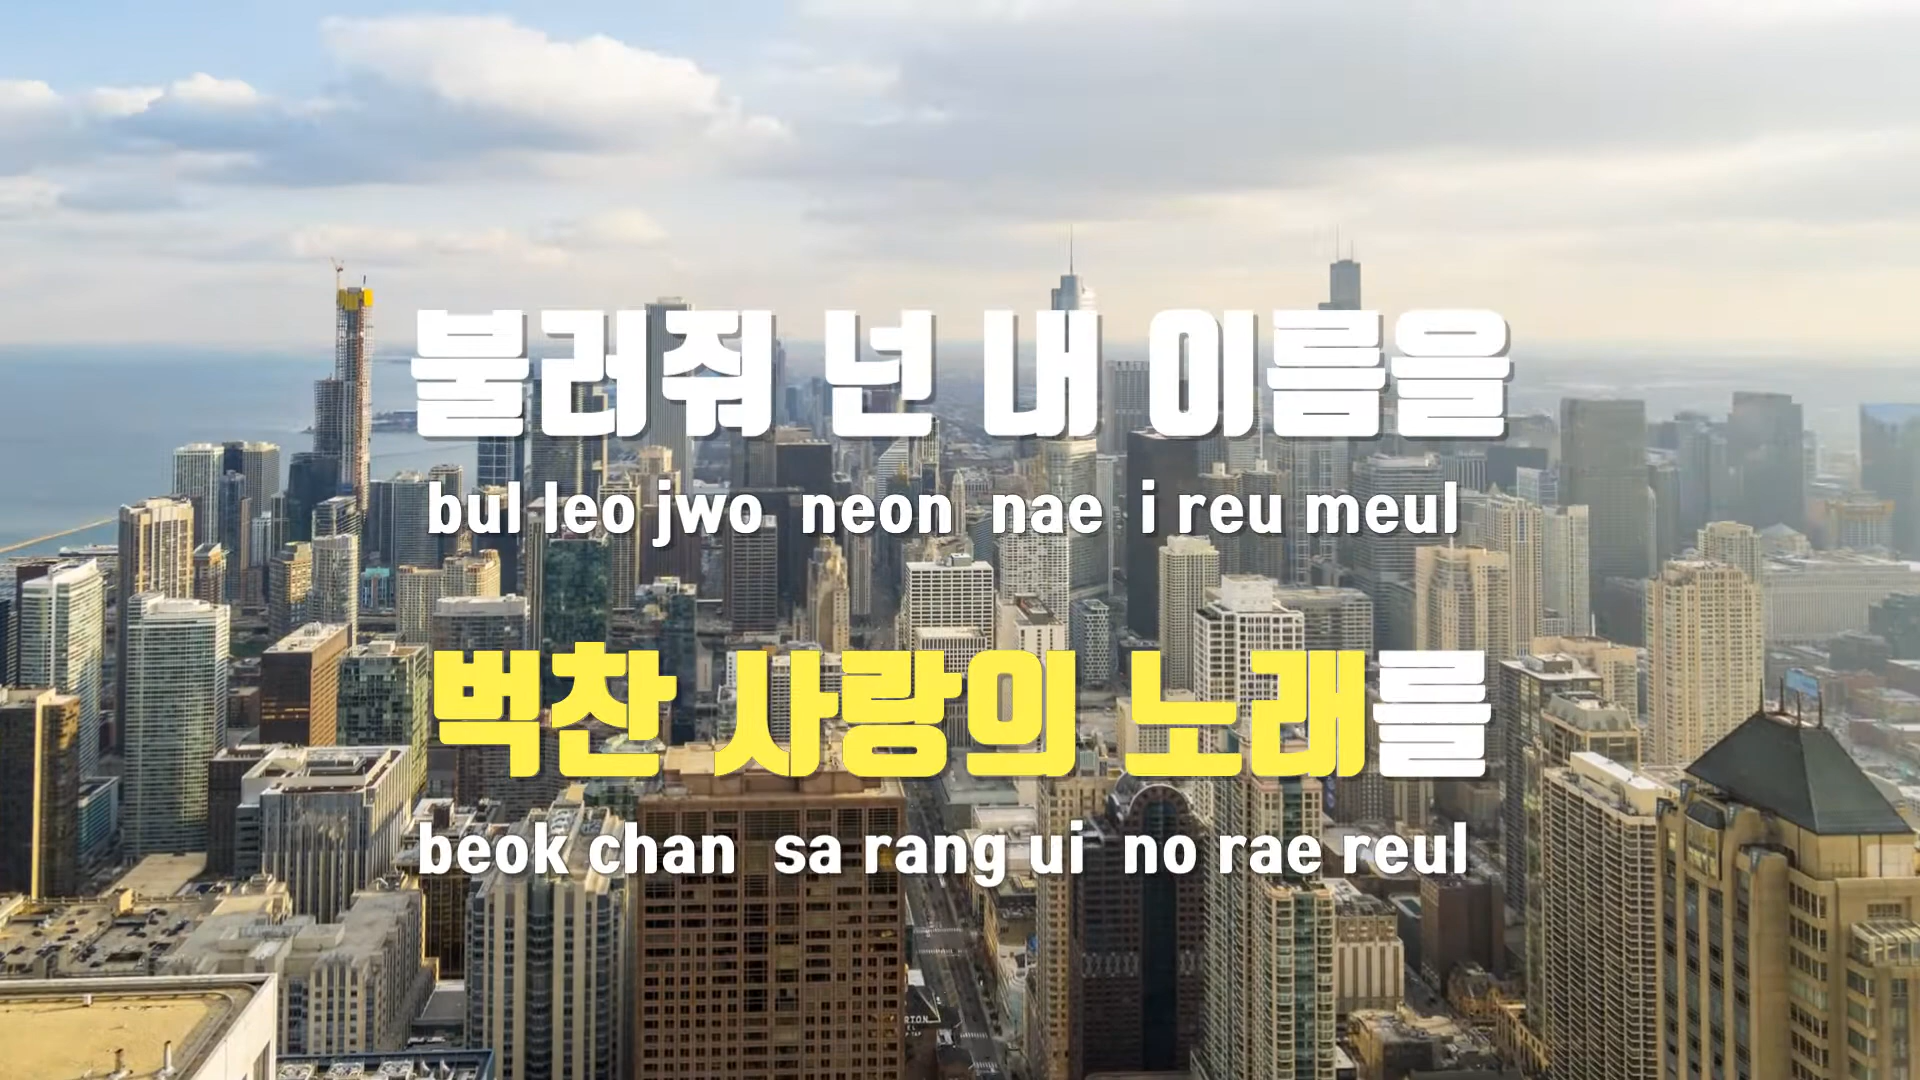 불러줘 넌 내 이름을
bul leo jwo neon nae i reu meul
벅찬 사랑의 노래를
beok chan sa rang ui no rae reul